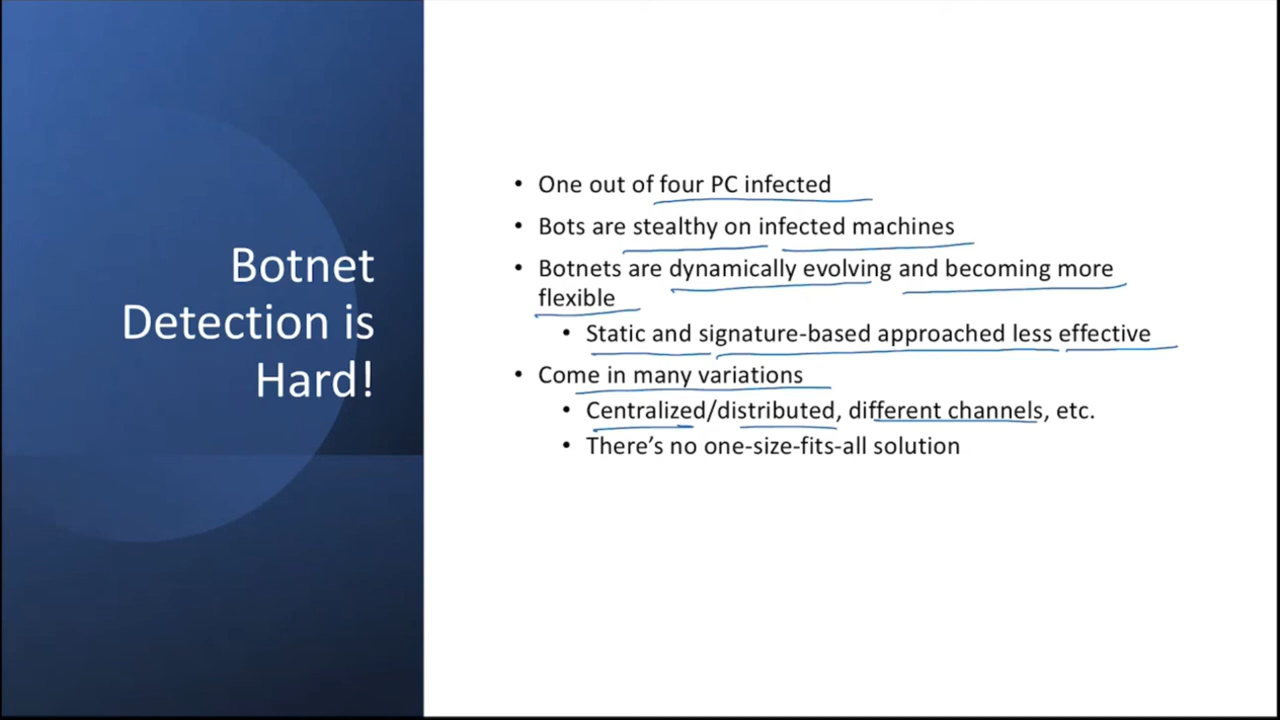 Botnet
Detection is
Hard!
• One out of four PC infected
• Bots are stealthy on infected machines
• Botnets are dynamically evolving and becoming more
flexible
• Static and signature-based approached less effective
• Come in many variations
• Centralized/distributed, different channels, etc.
• There’s no one-size-fits-all solution